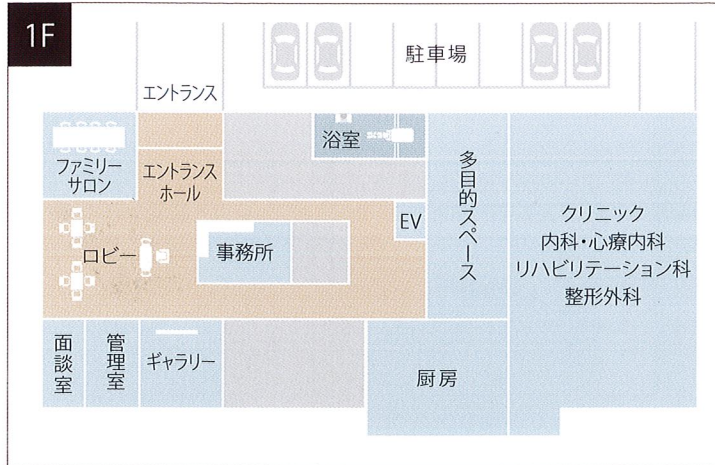 1F
駐車場
エントランス
浴室
ファミリー
サロン
エントランス
ホール
多目的スペース
クリニック
内科・心療内科
リハビリテーション科
整形外科
EV
ロビー
事務所
面談室
管理室
ギャラリー
厨房